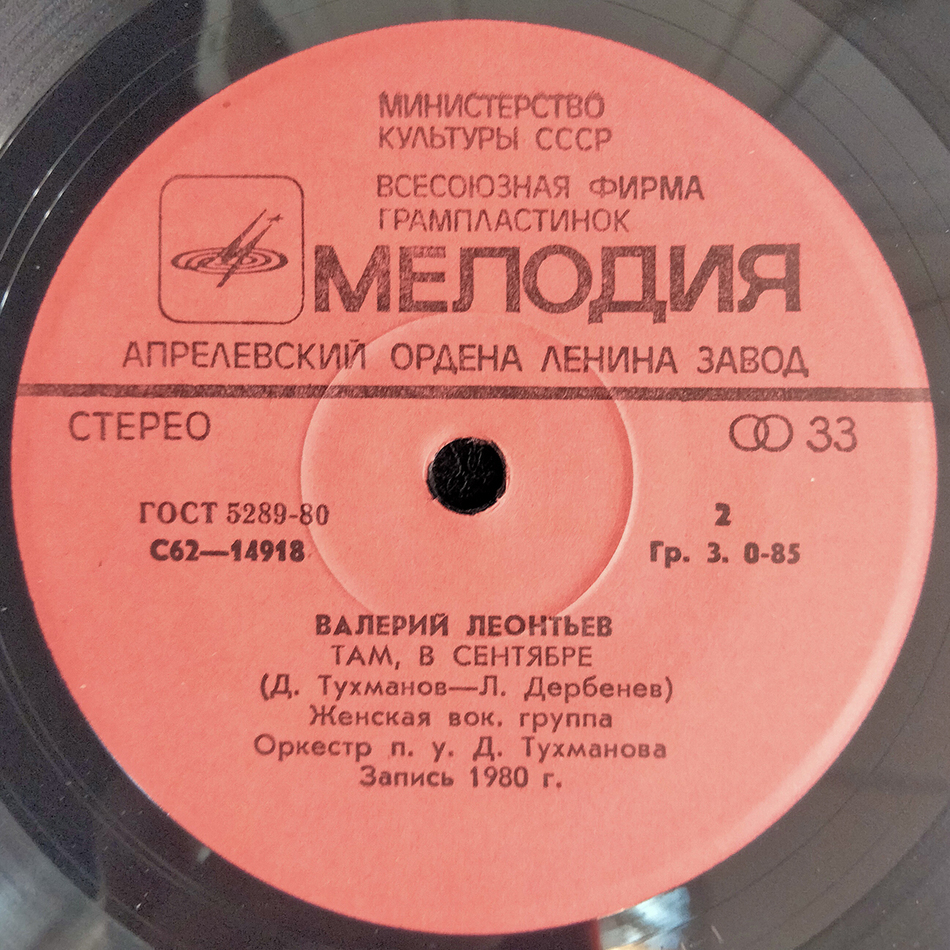 МИНИСТЕРСТВО
КУЛЬТУРЫ СССР
ВСЕСОЮЗНАЯ ФИРМА
ГРАМПЛАСТИНОК
МЕЛОДИЯ
АПРЕЛЕВСКИЙ ОРДЕНА ЛЕНИНА ЗАВОД
СТЕРЕО 33
ГОСТ 5289-80 2
С62—14918 Гр. 3. 0-85
ВАЛЕРИЙ ЛЕОНТЬЕВ
ТАМ, В СЕНТЯБРЕ
(Д. Тухманов—Л. Дербенев)
Женская вок. группа
Оркестр п. у. Д. Тухманова
Запись 1980 г.